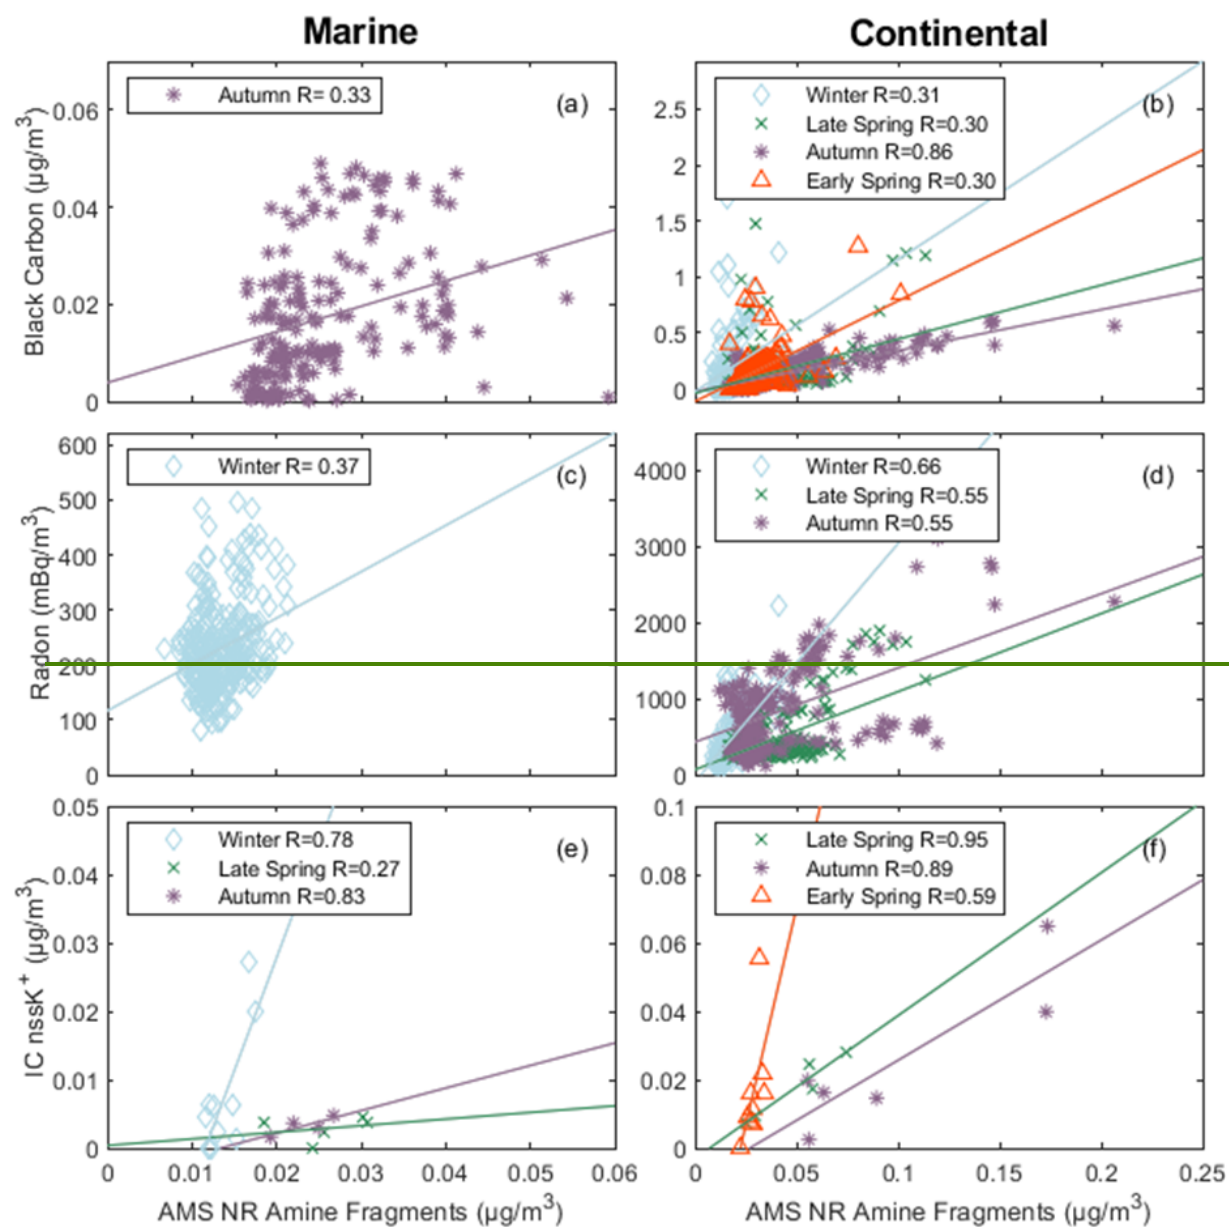 Marine
Continental
Black Carbon (µg/m³)
0.06
0.04
0.02
0
Autumn R= 0.33
(a)
2.5
2
1.5
1
0.5
0
Winter R=0.31
Late Spring R=0.30
Autumn R=0.86
Early Spring R=0.30
(b)
Radon (mBq/m³)
600
500
400
300
200
100
0
Winter R= 0.37
(c)
4000
3000
2000
1000
0
Winter R=0.66
Late Spring R=0.55
Autumn R=0.55
(d)
IC nssK⁺ (µg/m³)
0.05
0.04
0.03
0.02
0.01
0
Winter R=0.78
Late Spring R=0.27
Autumn R=0.83
(e)
0 0.01 0.02 0.03 0.04 0.05 0.06
AMS NR Amine Fragments (µg/m³)
0.1
0.08
0.06
0.04
0.02
0
Late Spring R=0.95
Autumn R=0.89
Early Spring R=0.59
(f)
0 0.05 0.1 0.15 0.2 0.25
AMS NR Amine Fragments (µg/m³)